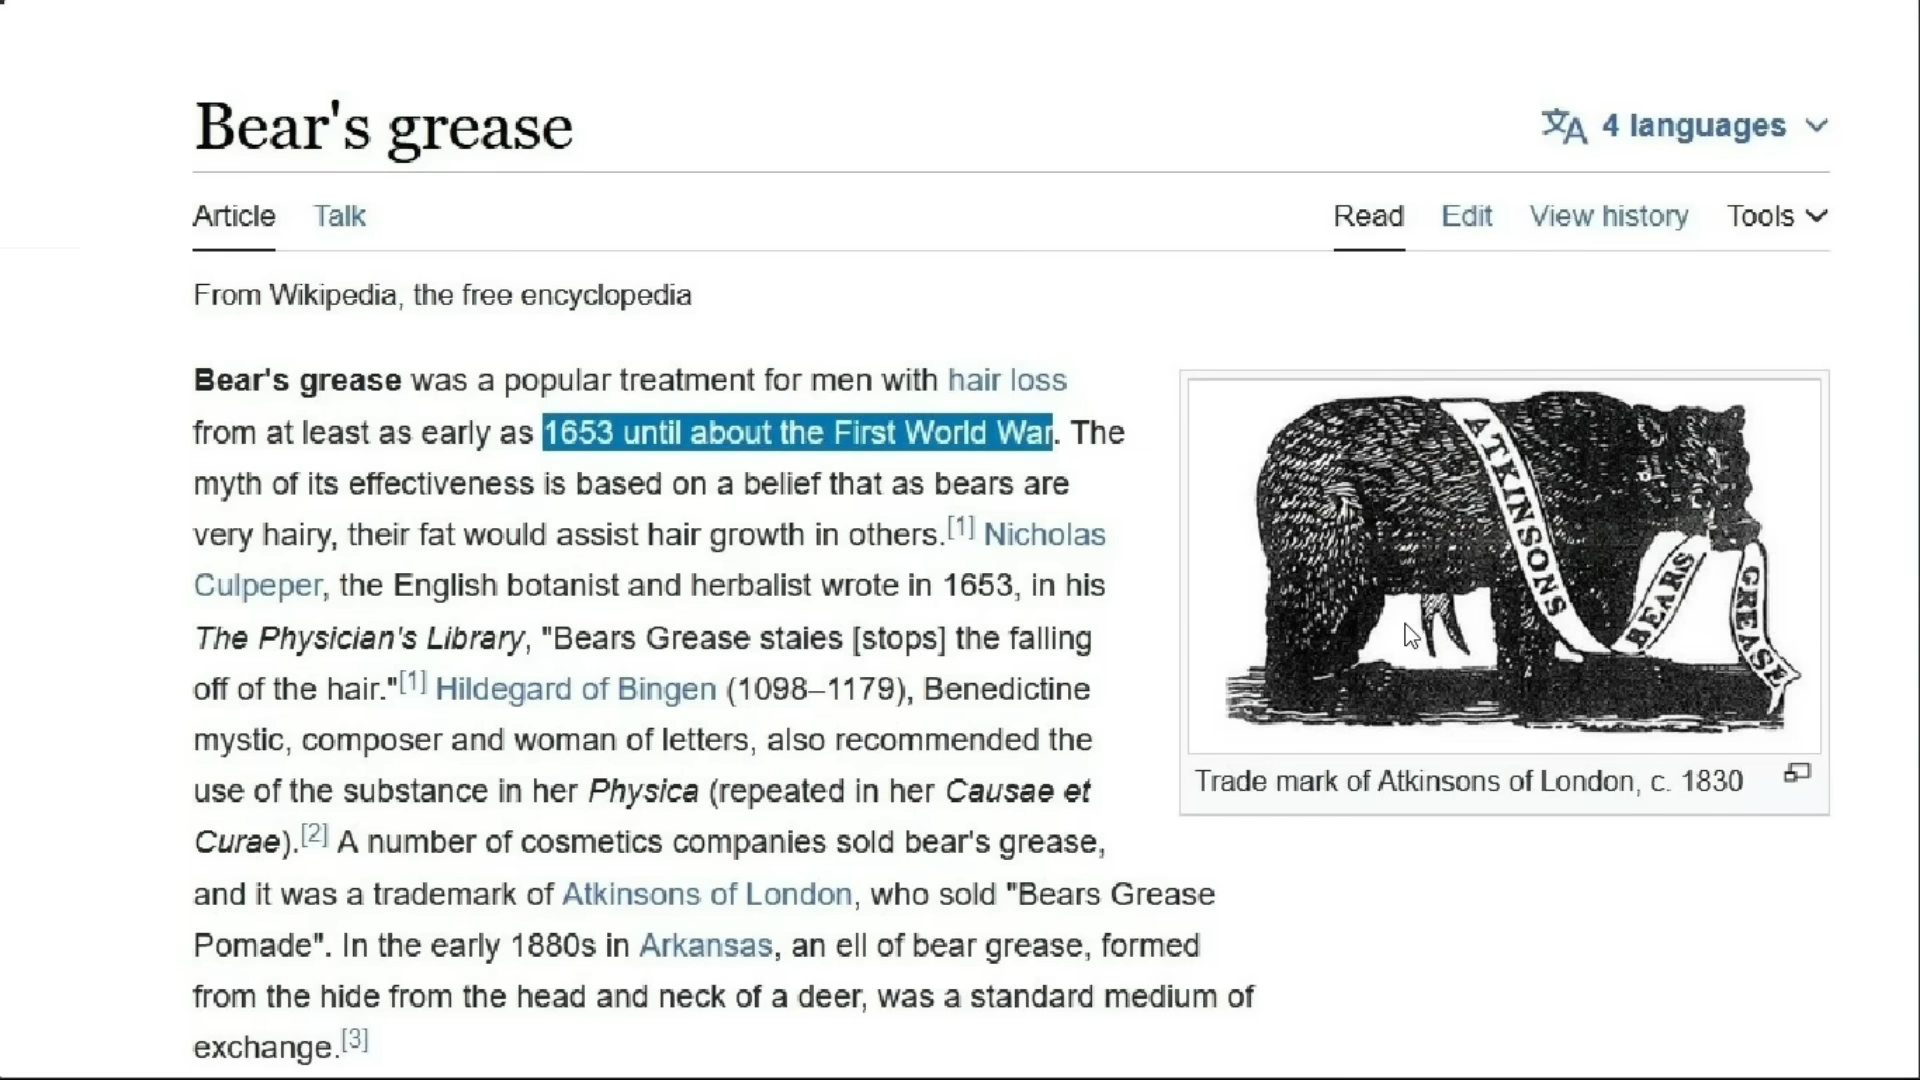 Bear's grease
文A 4 languages
Article Talk Read Edit View history Tools
From Wikipedia, the free encyclopedia
Bear's grease was a popular treatment for men with hair loss
from at least as early as 1653 until about the First World War. The
myth of its effectiveness is based on a belief that as bears are
very hairy, their fat would assist hair growth in others.[1] Nicholas
Culpeper, the English botanist and herbalist wrote in 1653, in his
The Physician's Library, "Bears Grease staies [stops] the falling
off of the hair."[1] Hildegard of Bingen (1098–1179), Benedictine
mystic, composer and woman of letters, also recommended the
use of the substance in her Physica (repeated in her Causae et
Curae).[2] A number of cosmetics companies sold bear's grease,
and it was a trademark of Atkinsons of London, who sold "Bears Grease
Pomade". In the early 1880s in Arkansas, an ell of bear grease, formed
from the hide from the head and neck of a deer, was a standard medium of
exchange.[3]
ATKINSONS
BEARS
GREASE
Trade mark of Atkinsons of London, c. 1830